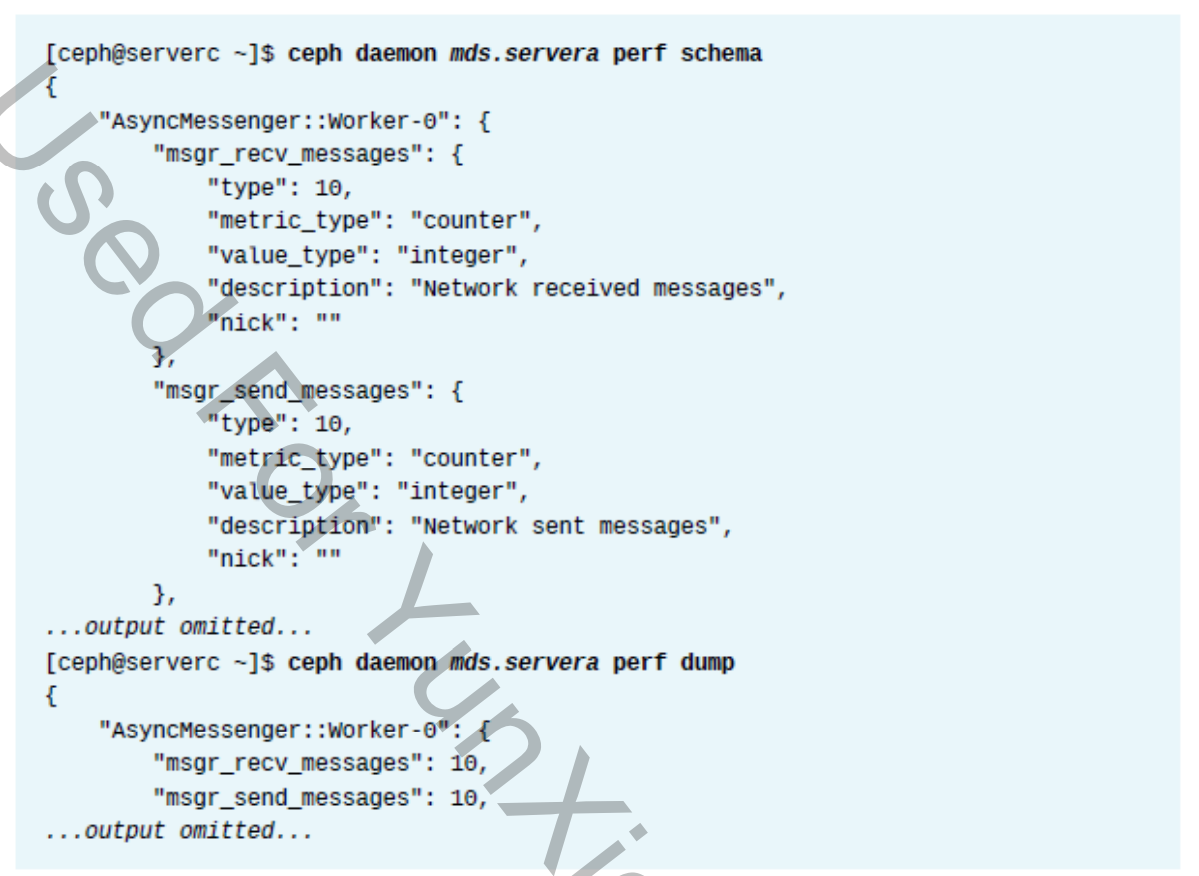 [ceph@serverc ~]$ ceph daemon mds.servera perf schema
{
    "AsyncMessenger::Worker-0": {
        "msgr_recv_messages": {
            "type": 10,
            "metric_type": "counter",
            "value_type": "integer",
            "description": "Network received messages",
            "nick": ""
        },
        "msgr_send_messages": {
            "type": 10,
            "metric_type": "counter",
            "value_type": "integer",
            "description": "Network sent messages",
            "nick": ""
        },
...output omitted...
[ceph@serverc ~]$ ceph daemon mds.servera perf dump
{
    "AsyncMessenger::Worker-0": {
        "msgr_recv_messages": 10,
        "msgr_send_messages": 10,
...output omitted...
Used For YunXi